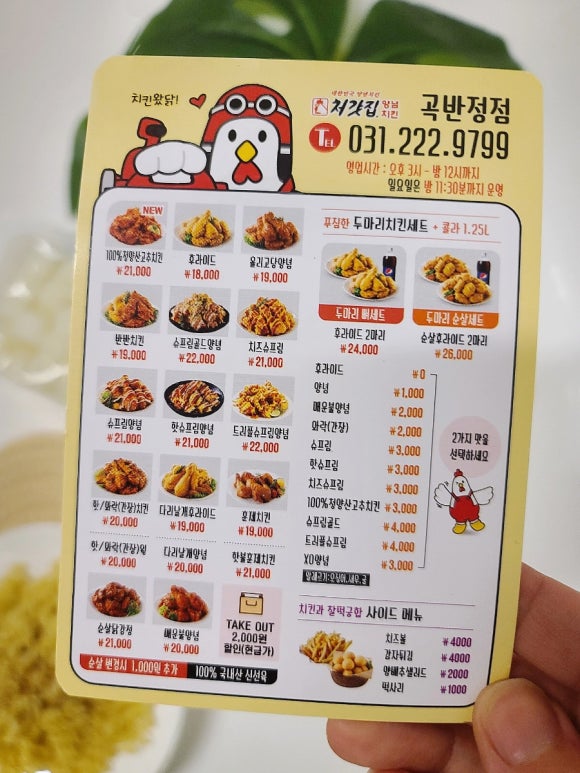 치킨왔닭!
대한민국 양념치킨
처갓집 양념치킨
곡반정점
TEL 031.222.9799
영업시간 : 오후 3시 - 밤 12시까지
일요일은 밤 11:30분까지 운영
NEW
100%청양산고추치킨
₩21,000
후라이드
₩18,000
울리고당양념
₩19,000
반반치킨
₩19,000
슈프림골드양념
₩22,000
치즈슈프림
₩21,000
슈프림양념
₩21,000
핫슈프림양념
₩21,000
트리플슈프림양념
₩22,000
핫/와락(간장)치킨
₩20,000
다리날개후라이드
₩19,000
훈제치킨
₩19,000
핫/와락(간장)윙
₩20,000
다리날개양념
₩20,000
핫불훈제치킨
₩21,000
순살닭강정
₩21,000
매운불양념
₩20,000
TAKE OUT
2,000원
할인(현금가)
순살 변경시 1,000원 추가
100% 국내산 신선육
푸짐한 두마리치킨세트 + 콜라 1.25L
두마리 뼈세트
후라이드 2마리
₩24,000
두마리 순살세트
순살후라이드 2마리
₩26,000
후라이드 ₩0
양념 ₩1,000
매운불양념 ₩2,000
와락(간장) ₩2,000
슈프림 ₩3,000
핫슈프림 ₩3,000
치즈슈프림 ₩3,000
100%청양산고추치킨 ₩3,000
슈프림골드 ₩4,000
트리플슈프림 ₩4,000
XO양념 ₩3,000
2가지 맛을
선택하세요
치킨과 찰떡궁합 사이드 메뉴
치즈볼 ₩4000
감자튀김 ₩4000
양배추샐러드 ₩2000
떡사리 ₩1000